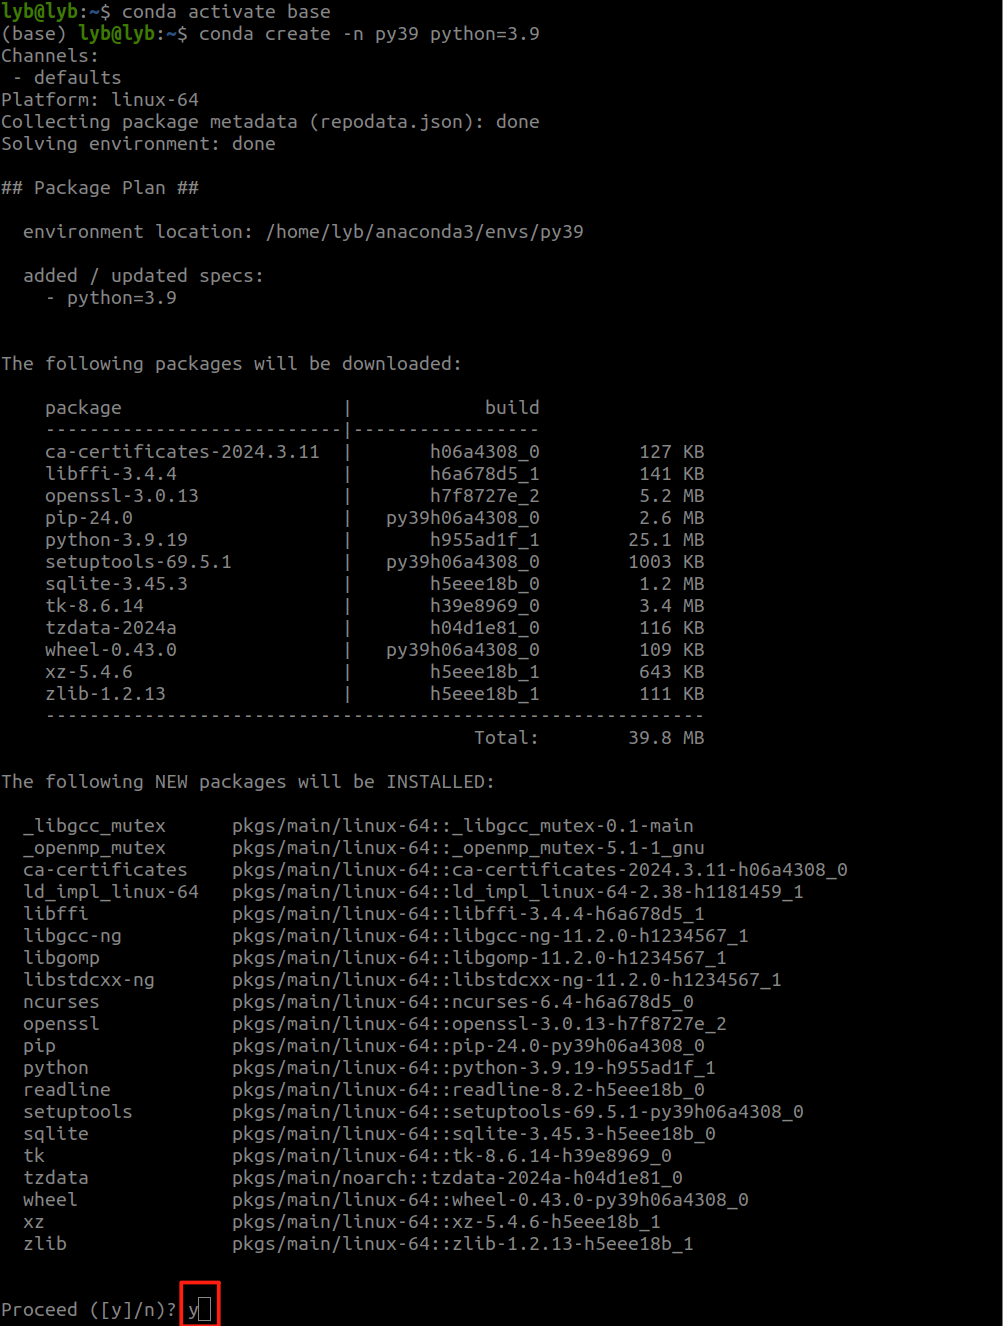 lyb@lyb:~$ conda activate base
(base) lyb@lyb:~$ conda create -n py39 python=3.9
Channels:
 - defaults
Platform: linux-64
Collecting package metadata (repodata.json): done
Solving environment: done

## Package Plan ##

  environment location: /home/lyb/anaconda3/envs/py39

  added / updated specs:
    - python=3.9


The following packages will be downloaded:

    package                    |            build
    ---------------------------|-----------------
    ca-certificates-2024.3.11  |       h06a4308_0         127 KB
    libffi-3.4.4               |       h6a678d5_1         141 KB
    openssl-3.0.13             |       h7f8727e_2         5.2 MB
    pip-24.0                   |   py39h06a4308_0         2.6 MB
    python-3.9.19              |       h955ad1f_1        25.1 MB
    setuptools-69.5.1          |   py39h06a4308_0        1003 KB
    sqlite-3.45.3              |       h5eee18b_0         1.2 MB
    tk-8.6.14                  |       h39e8969_0         3.4 MB
    tzdata-2024a               |       h04d1e81_0         116 KB
    wheel-0.43.0               |   py39h06a4308_0         109 KB
    xz-5.4.6                   |       h5eee18b_1         643 KB
    zlib-1.2.13                |       h5eee18b_1         111 KB
    ------------------------------------------------------------
                                           Total:        39.8 MB

The following NEW packages will be INSTALLED:

  _libgcc_mutex      pkgs/main/linux-64::_libgcc_mutex-0.1-main
  _openmp_mutex      pkgs/main/linux-64::_openmp_mutex-5.1-1_gnu
  ca-certificates    pkgs/main/linux-64::ca-certificates-2024.3.11-h06a4308_0
  ld_impl_linux-64   pkgs/main/linux-64::ld_impl_linux-64-2.38-h1181459_1
  libffi             pkgs/main/linux-64::libffi-3.4.4-h6a678d5_1
  libgcc-ng          pkgs/main/linux-64::libgcc-ng-11.2.0-h1234567_1
  libgomp            pkgs/main/linux-64::libgomp-11.2.0-h1234567_1
  libstdcxx-ng       pkgs/main/linux-64::libstdcxx-ng-11.2.0-h1234567_1
  ncurses            pkgs/main/linux-64::ncurses-6.4-h6a678d5_0
  openssl            pkgs/main/linux-64::openssl-3.0.13-h7f8727e_2
  pip                pkgs/main/linux-64::pip-24.0-py39h06a4308_0
  python             pkgs/main/linux-64::python-3.9.19-h955ad1f_1
  readline           pkgs/main/linux-64::readline-8.2-h5eee18b_0
  setuptools         pkgs/main/linux-64::setuptools-69.5.1-py39h06a4308_0
  sqlite             pkgs/main/linux-64::sqlite-3.45.3-h5eee18b_0
  tk                 pkgs/main/linux-64::tk-8.6.14-h39e8969_0
  tzdata             pkgs/main/noarch::tzdata-2024a-h04d1e81_0
  wheel              pkgs/main/linux-64::wheel-0.43.0-py39h06a4308_0
  xz                 pkgs/main/linux-64::xz-5.4.6-h5eee18b_1
  zlib               pkgs/main/linux-64::zlib-1.2.13-h5eee18b_1


Proceed ([y]/n)? y